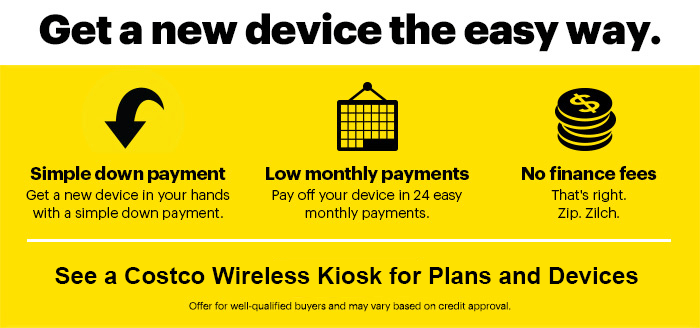 Get a new device the easy way.
$
Simple down payment
Get a new device in your hands
with a simple down payment.
Low monthly payments
Pay off your device in 24 easy
monthly payments.
No finance fees
That's right.
Zip. Zilch.
See a Costco Wireless Kiosk for Plans and Devices
Offer for well-qualified buyers and may vary based on credit approval.